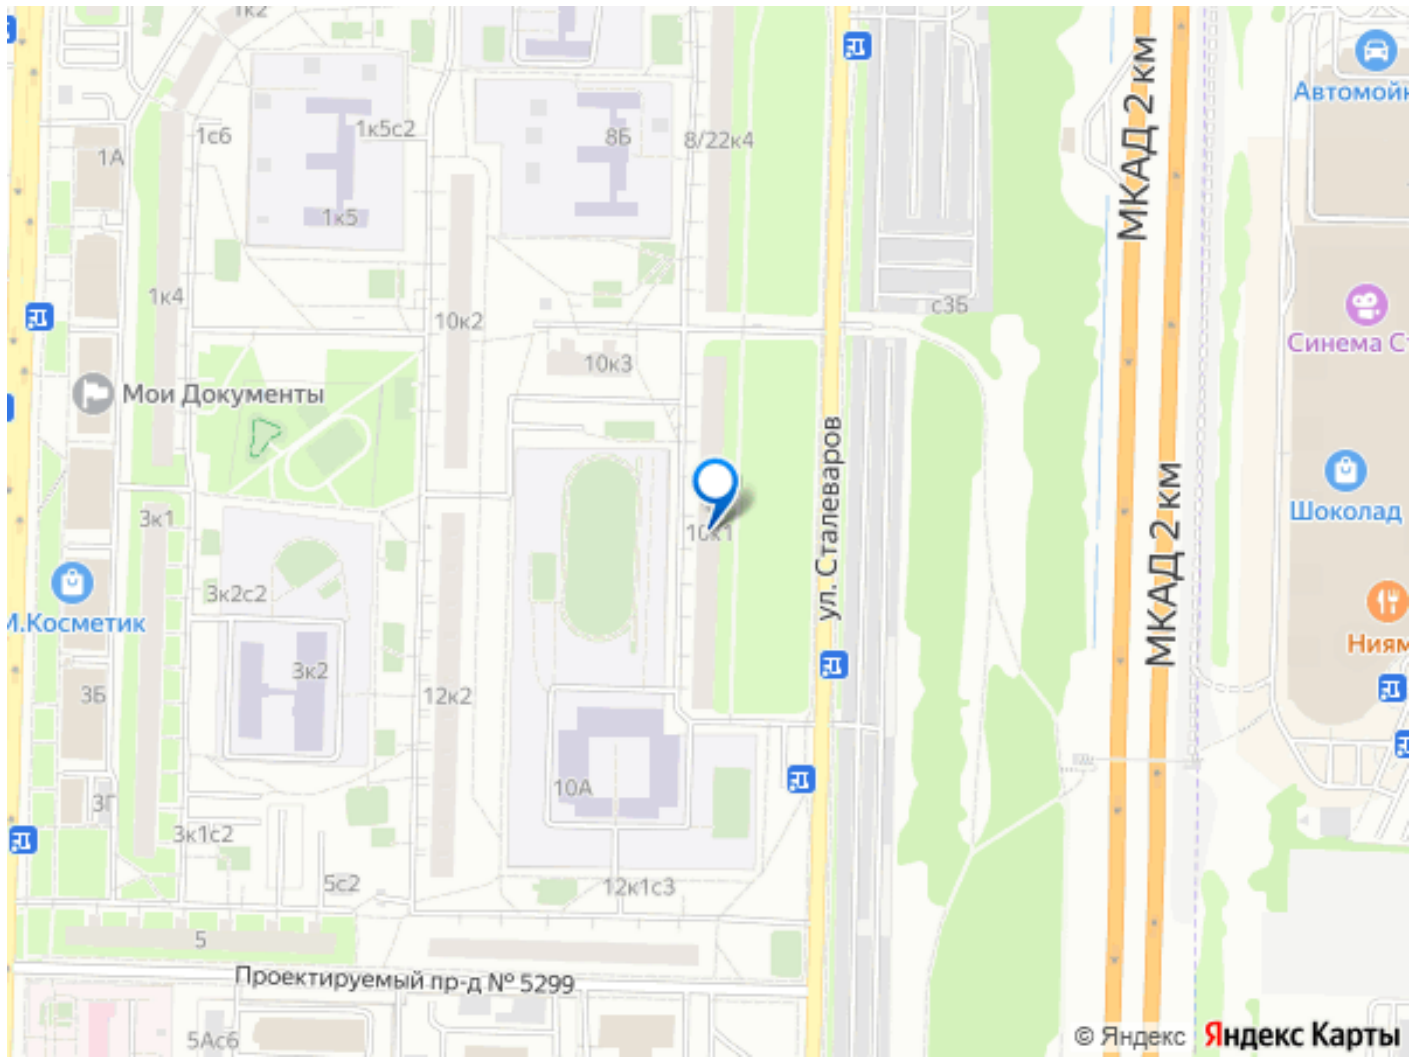 1к2
МКАД 2 км
Автомойк
1с6
1к5с2
8Б
8/22к4
1А
1к5
1к4
10к2
с3Б
Синема Ст
10к3
Мои Документы
ул. Сталеваров
МКАД 2 км
Шоколад
3к1
10к1
3к2с2
М.Косметик
Ниям
3к2
3Б
12к2
10А
3Г
3к1с2
5с2
12к1с3
5
Проектируемый пр-д № 5299
5Ас6
© Яндекс Яндекс Карты